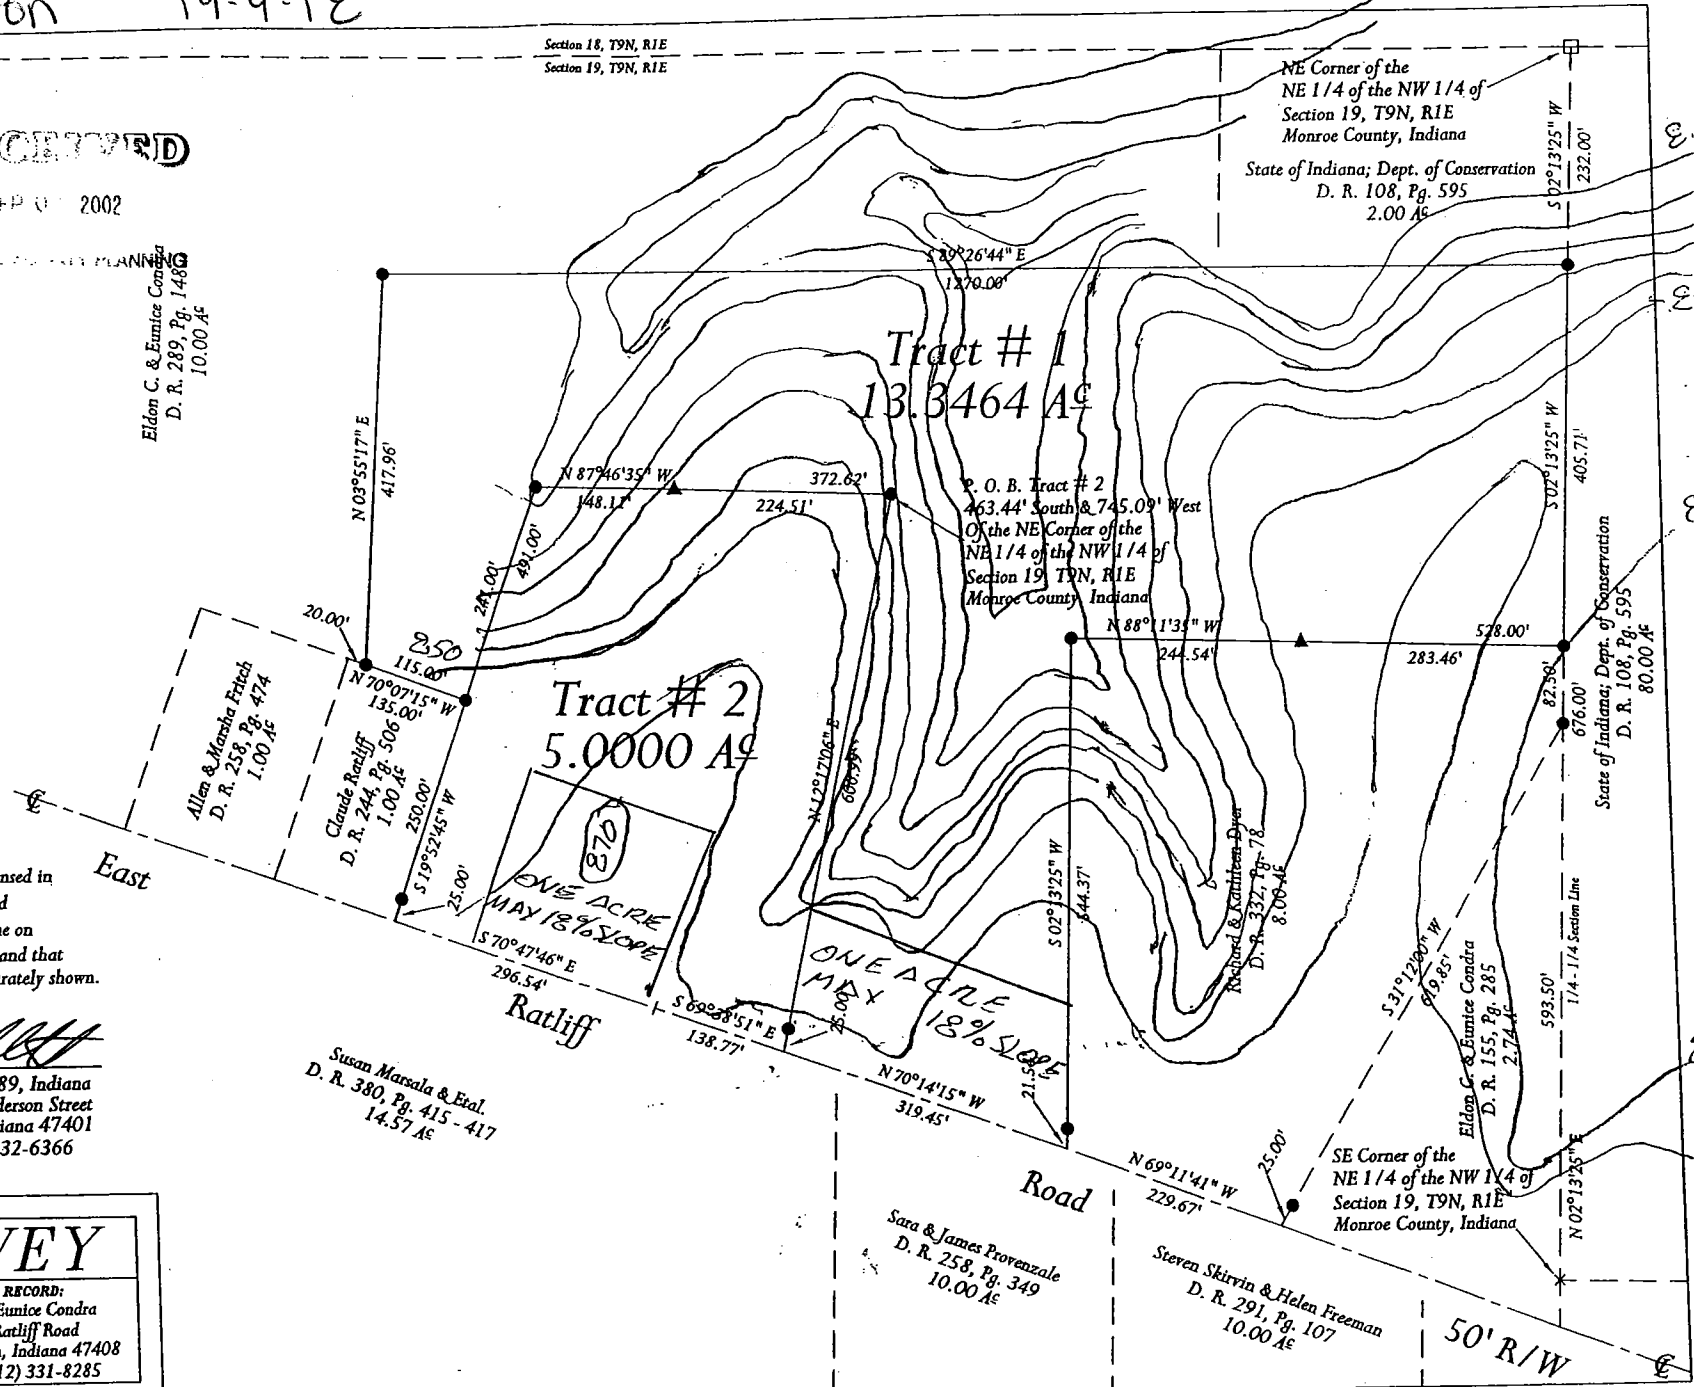 Section 18, T9N, R1E
Section 19, T9N, R1E
NE Corner of the
NE 1/4 of the NW 1/4 of
Section 19, T9N, R1E
Monroe County, Indiana
State of Indiana; Dept. of Conservation
D. R. 108, Pg. 595
2.00 Ac
S 02°13'25" W
232.00'
2002
PLANNING
Eldon C. & Eunice Condra
D. R. 289, Pg. 148
10.00 Ac
S 89°26'44" E
1270.00'
Tract # 1
13.3464 Ac
N 03°55'17" E
417.96'
S 02°13'25" W
405.71'
N 87°46'35" W
372.62'
148.11'
224.51'
P. O. B. Tract # 2
463.44' South & 745.09' West
Of the NE Corner of the
NE 1/4 of the NW 1/4 of
Section 19, T9N, R1E
Monroe County, Indiana
491.00'
241.00'
20.00'
850
115.00'
N 70°07'15" W
135.00'
N 88°11'35" W
528.00'
244.54'
283.46'
82.50'
676.00'
State of Indiana; Dept. of Conservation
D. R. 108, Pg. 595
80.00 Ac
Allen & Marsha Fritch
D. R. 258, Pg. 474
1.00 Ac
Claude Ratliff
D. R. 244, Pg. 506
1.00 Ac
250.00'
S 19°52'45" W
25.00'
Tract # 2
5.0000 Ac
N 12°17'06" E
600.99'
870
ONE ACRE
MAY 18% SLOPE
ONE ACRE
MAX
18% SLOPE
S 02°13'25" W
544.37'
Richard & Kathleen Dyer
D. R. 332, Pg. 78
8.00 Ac
S 31°12'00" W
619.85'
Eldon C. & Eunice Condra
D. R. 155, Pg. 285
2.74 Ac
593.50'
1/4 - 1/4 Section Line
N 02°13'25" E
East
Ratliff
Road
S 70°47'46" E
296.54'
138.77'
25.00'
N 70°14'15" W
319.45'
N 69°11'41" W
229.67'
25.00'
SE Corner of the
NE 1/4 of the NW 1/4 of
Section 19, T9N, R1E
Monroe County, Indiana
Susan Marsala & Etal.
D. R. 380, Pg. 415 - 417
14.57 Ac
Sara & James Provenzale
D. R. 258, Pg. 349
10.00 Ac
Steven Skirvin & Helen Freeman
D. R. 291, Pg. 107
10.00 Ac
50' R/W
nsed in
and that
rately shown.
89, Indiana
derson Street
iana 47401
32-6366
VEY
RECORD:
Eunice Condra
Ratliff Road
, Indiana 47408
12) 331-8285